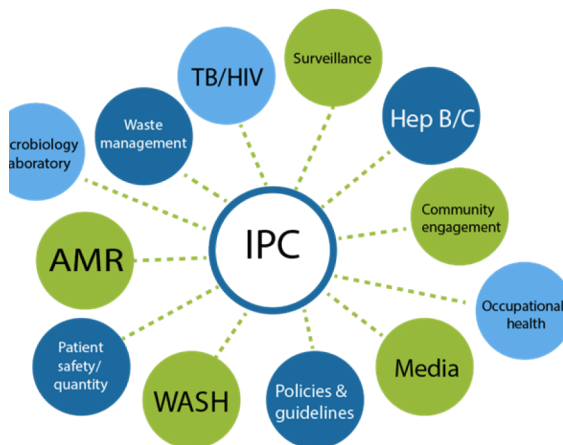 TB/HIV
Surveillance
Hep B/C
Waste
management
icrobiology
aboratory
IPC
Community
engagement
AMR
Occupational
health
Patient
safety/
quantity
WASH
Policies &
guidelines
Media